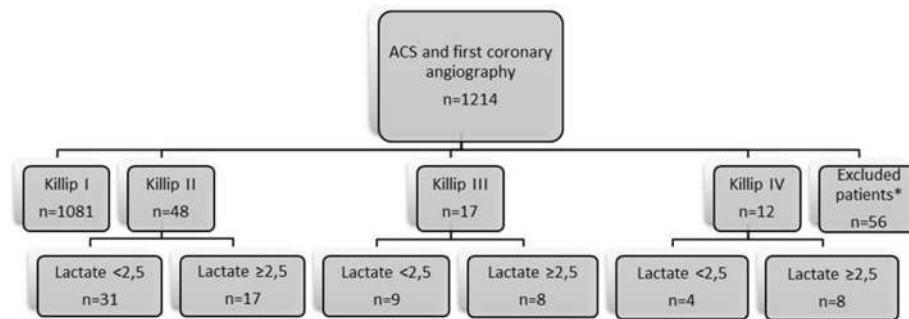 ACS and first coronary
angiography
n=1214
Killip I
n=1081
Killip II
n=48
Killip III
n=17
Killip IV
n=12
Excluded
patients*
n=56
Lactate <2,5
n=31
Lactate ≥2,5
n=17
Lactate <2,5
n=9
Lactate ≥2,5
n=8
Lactate <2,5
n=4
Lactate ≥2,5
n=8